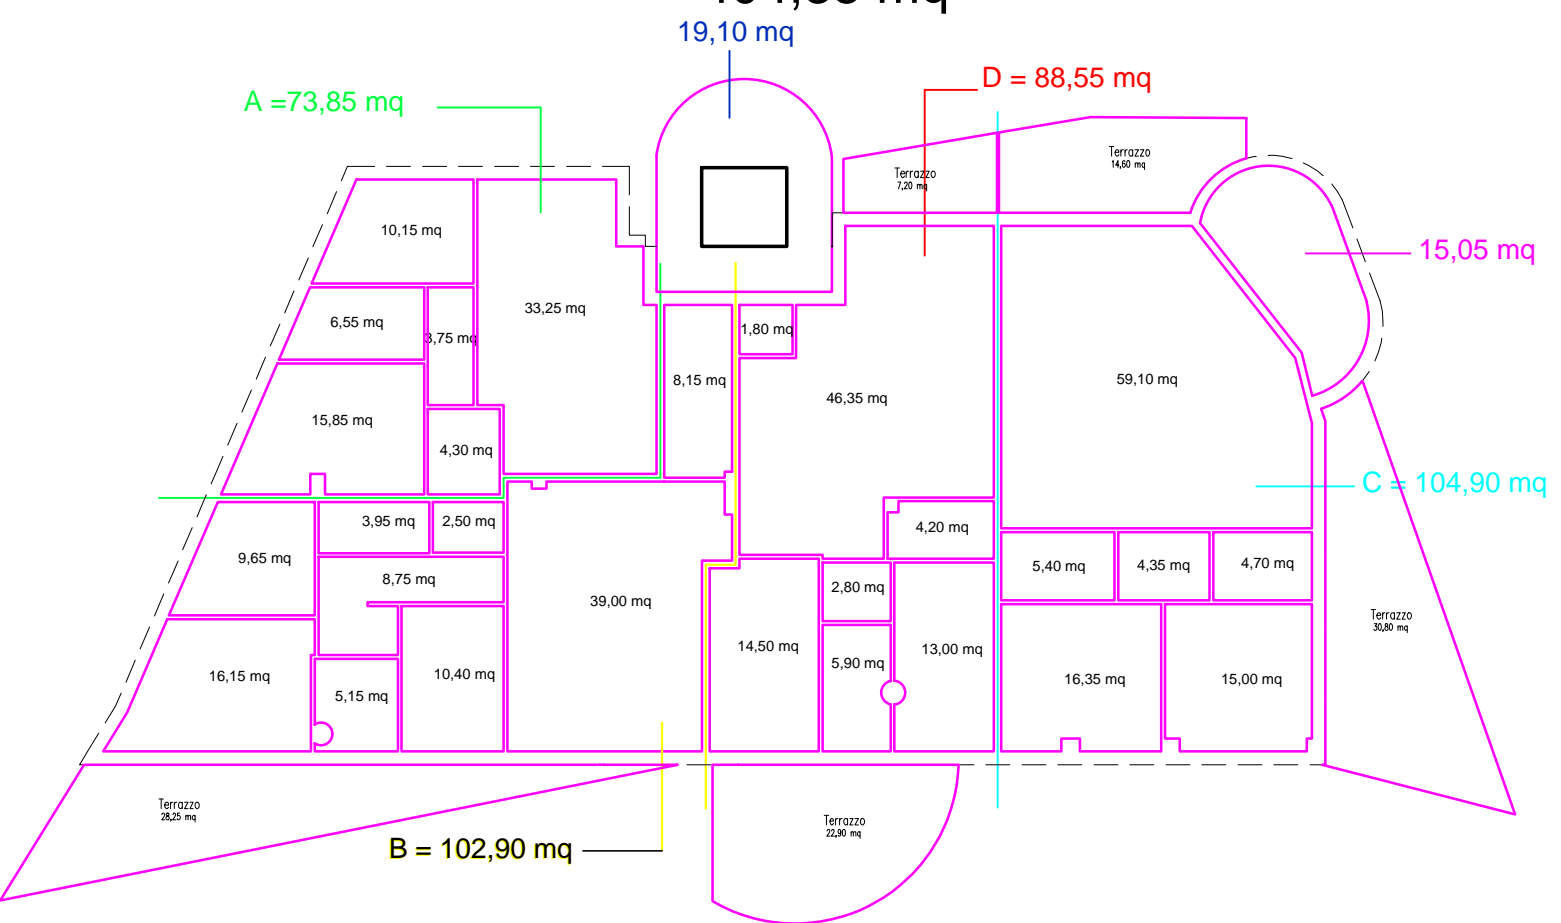 19,10 mq
D = 88,55 mq
A =73,85 mq
Terrazzo
14,60 mq
Terrazzo
7,20 mq
10,15 mq
15,05 mq
33,25 mq
6,55 mq
1,80 mq
3,75 mq
8,15 mq
59,10 mq
46,35 mq
15,85 mq
4,30 mq
C = 104,90 mq
3,95 mq
2,50 mq
4,20 mq
9,65 mq
5,40 mq
4,35 mq
4,70 mq
8,75 mq
2,80 mq
39,00 mq
Terrazzo
30,80 mq
14,50 mq
13,00 mq
5,90 mq
16,15 mq
10,40 mq
16,35 mq
15,00 mq
5,15 mq
Terrazzo
28,25 mq
Terrazzo
22,90 mq
B = 102,90 mq